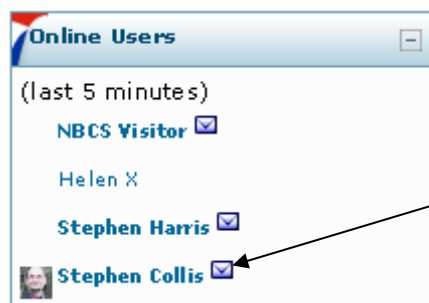 Online Users
(last 5 minutes)
NBCS Visitor
Helen X
Stephen Harris
Stephen Collis